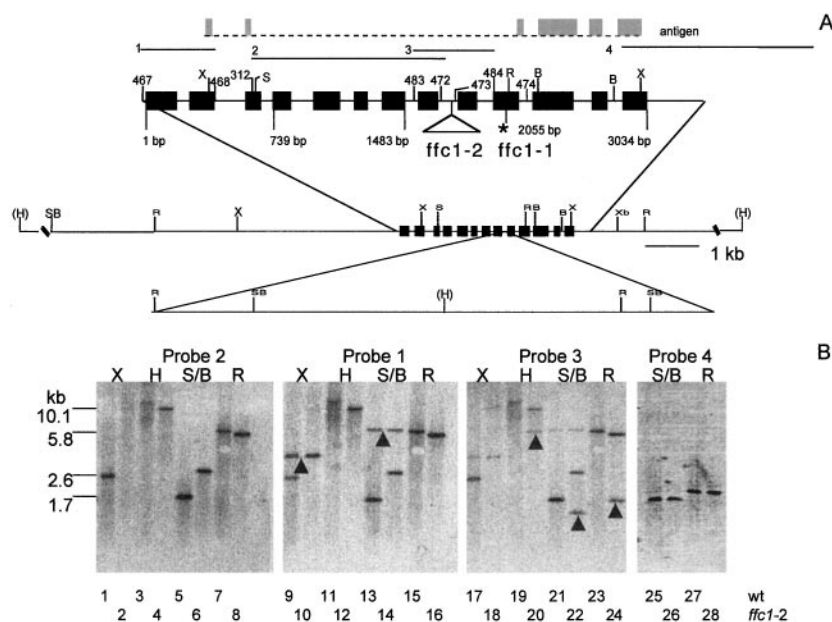 A
antigen
1 2 3 4
467 X 468 312 S 483 472 473 484 R 474 B B X
1 bp 739 bp 1483 bp * 2055 bp 3034 bp
ffc1-2 ffc1-1
(H) SB R X X S R B B X Xb R (H)
1 kb
R SB (H) R SB
B
Probe 2 Probe 1 Probe 3 Probe 4
X H S/B R X H S/B R X H S/B R S/B R
kb
10.1
5.8
2.6
1.7
1 3 5 7 9 11 13 15 17 19 21 23 25 27 wt
2 4 6 8 10 12 14 16 18 20 22 24 26 28 ffc1-2